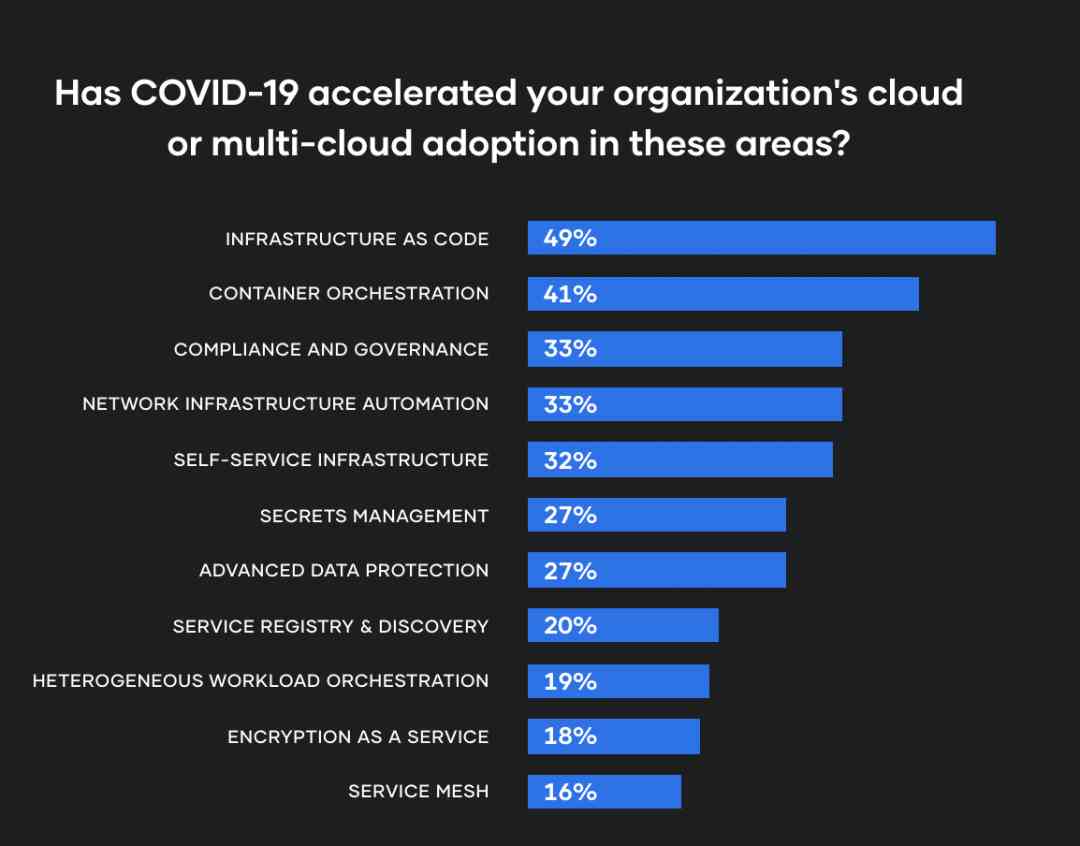 Has COVID-19 accelerated your organization's cloud
or multi-cloud adoption in these areas?
INFRASTRUCTURE AS CODE 49%
CONTAINER ORCHESTRATION 41%
COMPLIANCE AND GOVERNANCE 33%
NETWORK INFRASTRUCTURE AUTOMATION 33%
SELF-SERVICE INFRASTRUCTURE 32%
SECRETS MANAGEMENT 27%
ADVANCED DATA PROTECTION 27%
SERVICE REGISTRY & DISCOVERY 20%
HETEROGENEOUS WORKLOAD ORCHESTRATION 19%
ENCRYPTION AS A SERVICE 18%
SERVICE MESH 16%